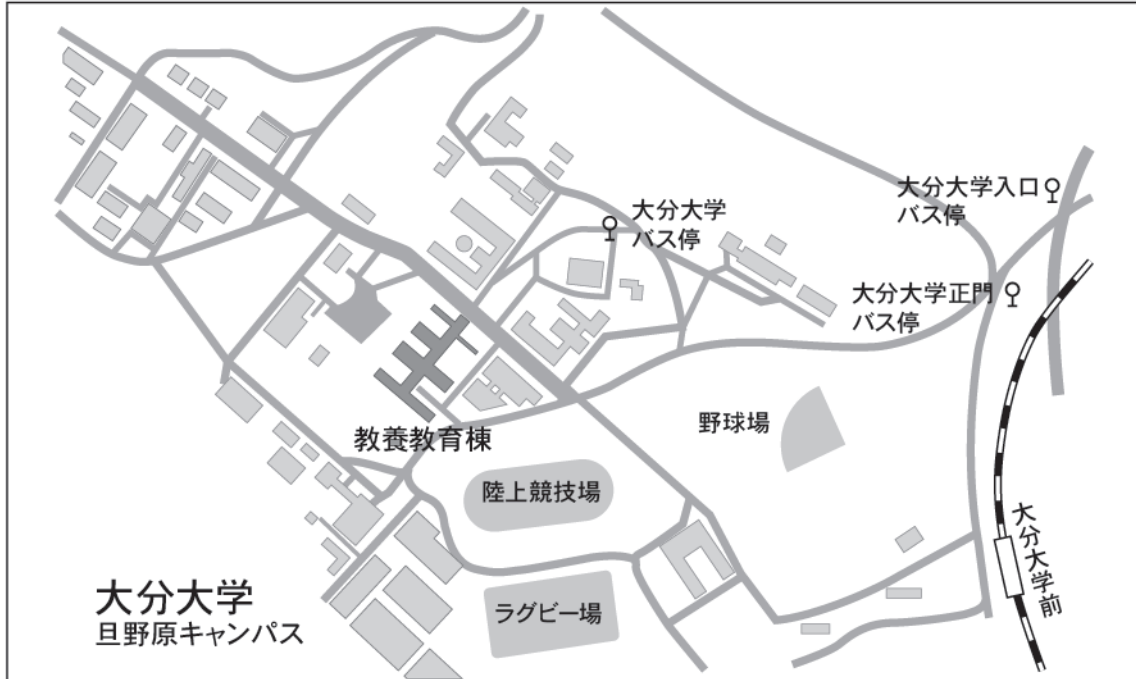 大分大学入口
バス停
大分大学
バス停
大分大学正門
バス停
野球場
教養教育棟
陸上競技場
大分大学前
大分大学
旦野原キャンパス
ラグビー場